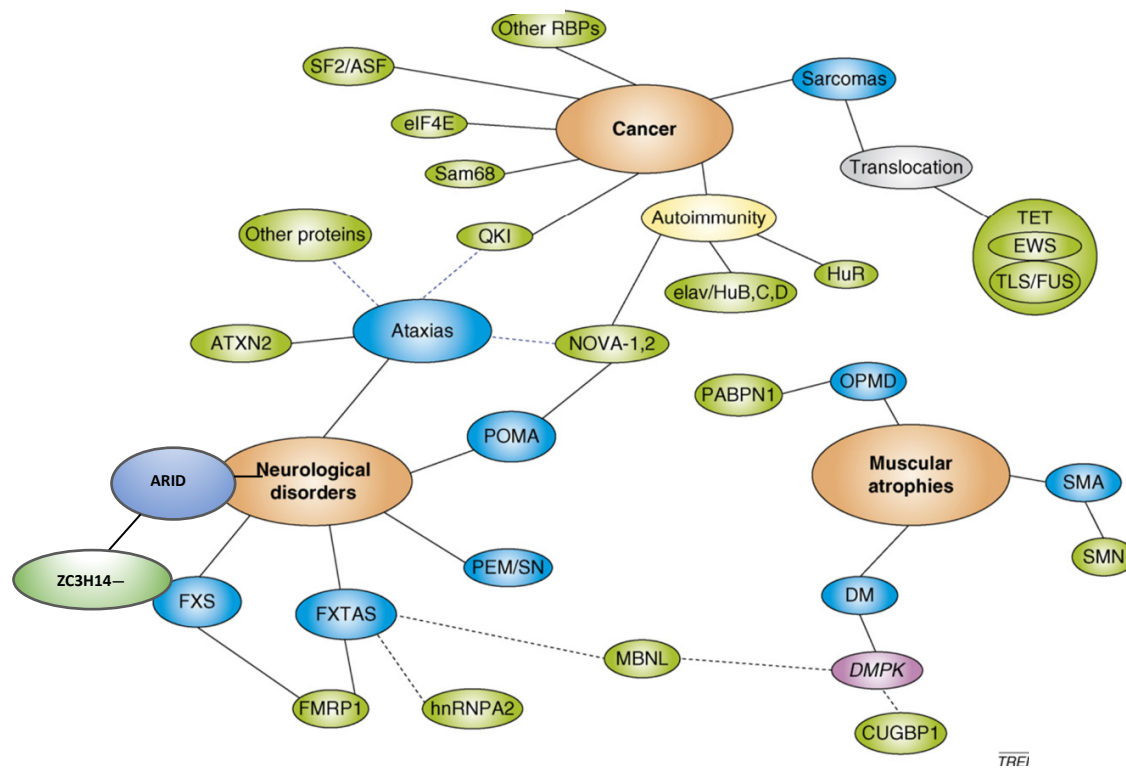 Other RBPs
SF2/ASF
Sarcomas
eIF4E
Cancer
Sam68
Translocation
Other proteins
QKI
Autoimmunity
TET
EWS
TLS/FUS
HuR
elav/HuB,C,D
ATXN2
Ataxias
NOVA-1,2
PABPN1
OPMD
POMA
ARID
Neurological
disorders
Muscular
atrophies
SMA
SMN
ZC3H14—
FXS
PEM/SN
FXTAS
DM
MBNL
DMPK
FMRP1
hnRNPA2
CUGBP1